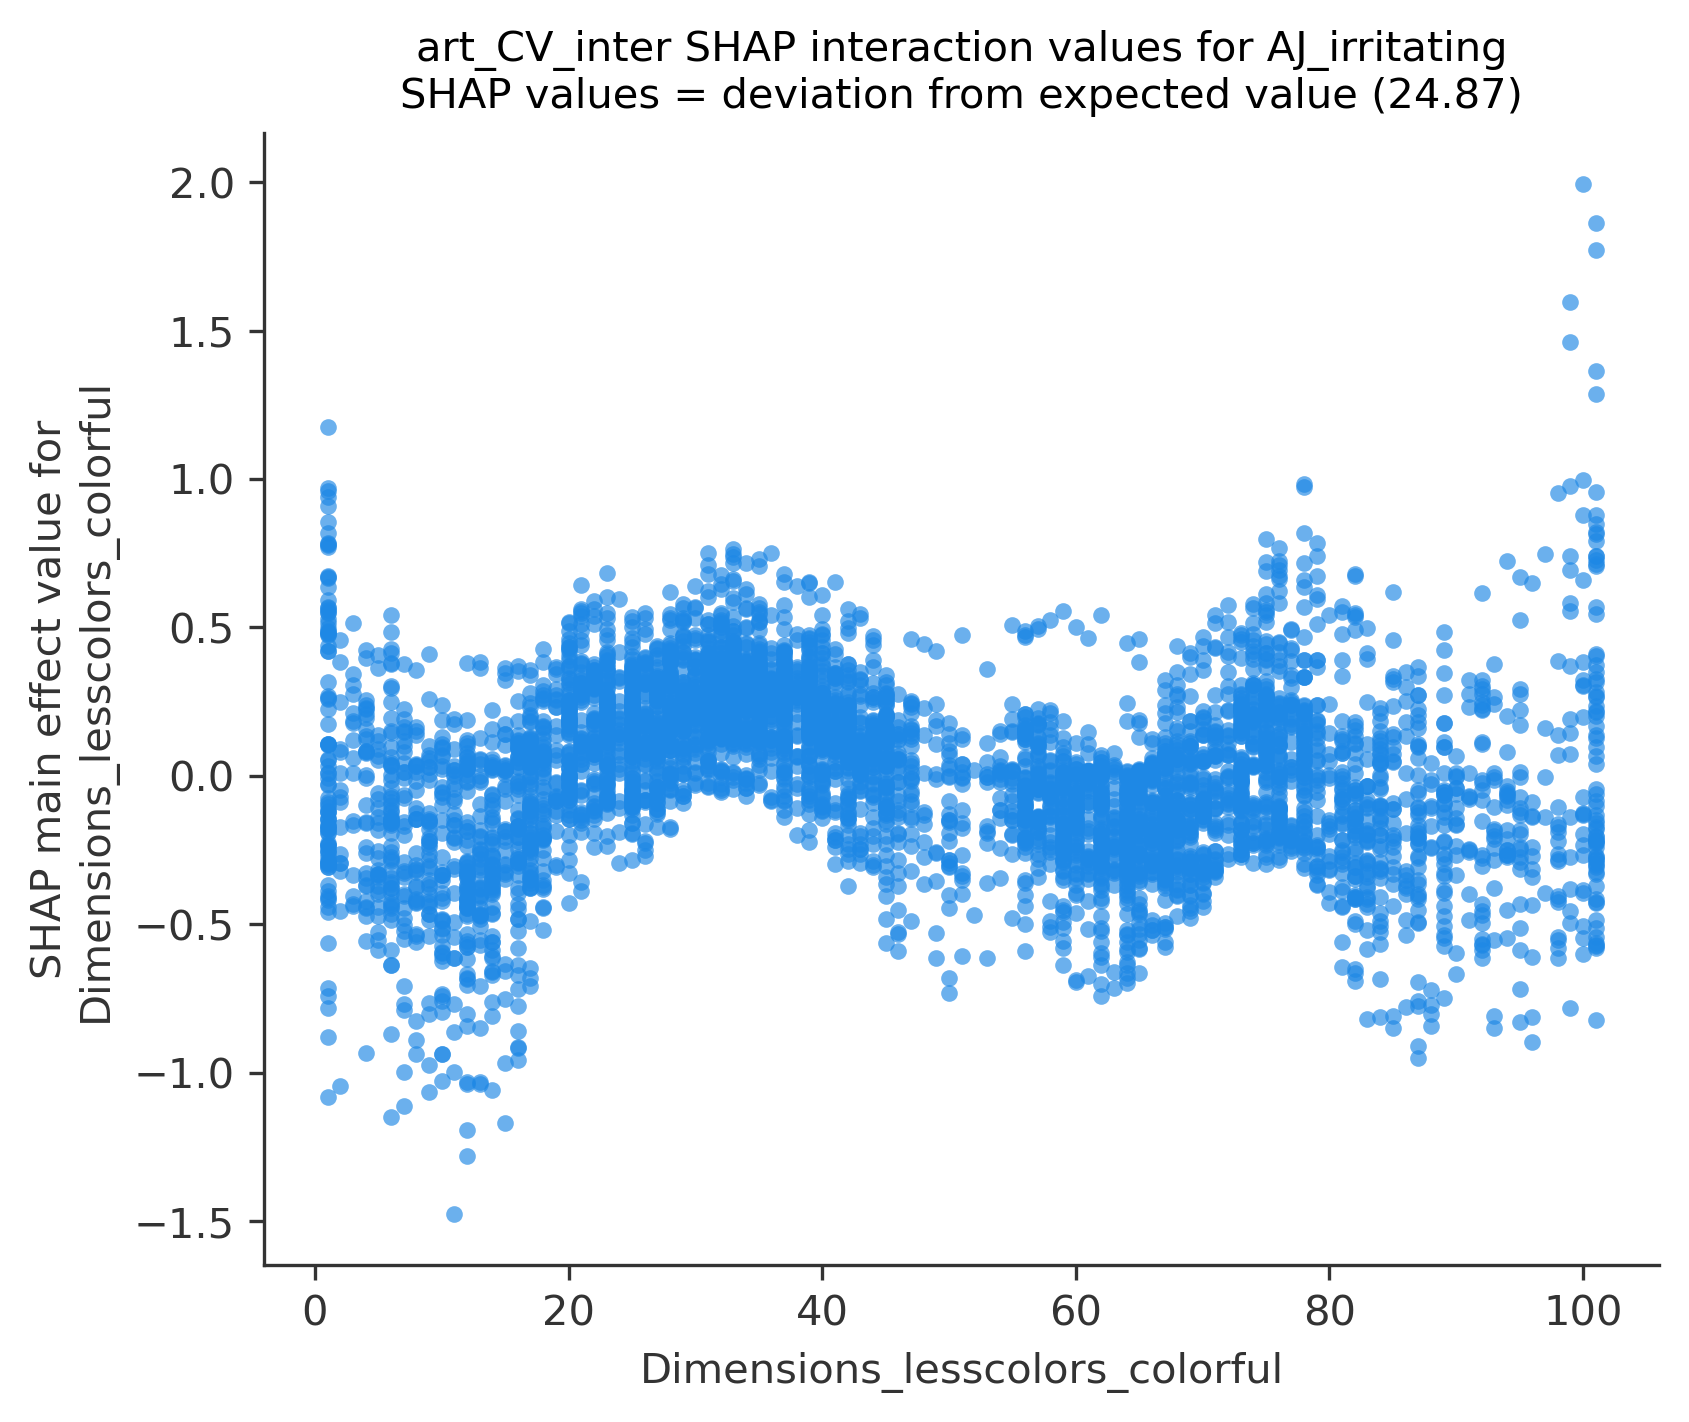 art_CV_inter SHAP interaction values for AJ_irritating
SHAP values = deviation from expected value (24.87)
SHAP main effect value for
Dimensions_lesscolors_colorful
2.0
1.5
1.0
0.5
0.0
−0.5
−1.0
−1.5
0
20
40
60
80
100
Dimensions_lesscolors_colorful